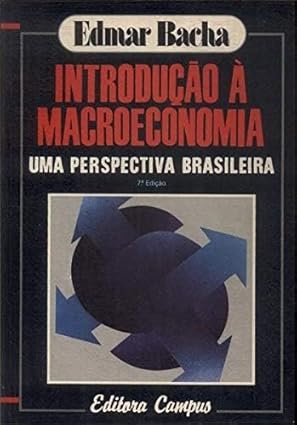 Edmar Bacha
INTRODUÇÃO À
MACROECONOMIA
UMA PERSPECTIVA BRASILEIRA
7ª Edição
Editora Campus